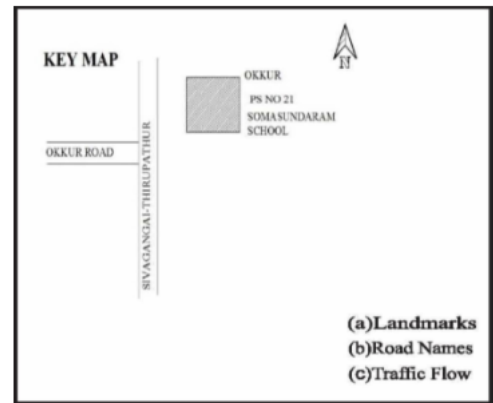 KEY MAP
N
OKKUR
PS NO 21
SOMASUNDARAM
SCHOOL
OKKUR ROAD
SIVAGANGAI-THIRUPATHUR
(a)Landmarks
(b)Road Names
(c)Traffic Flow